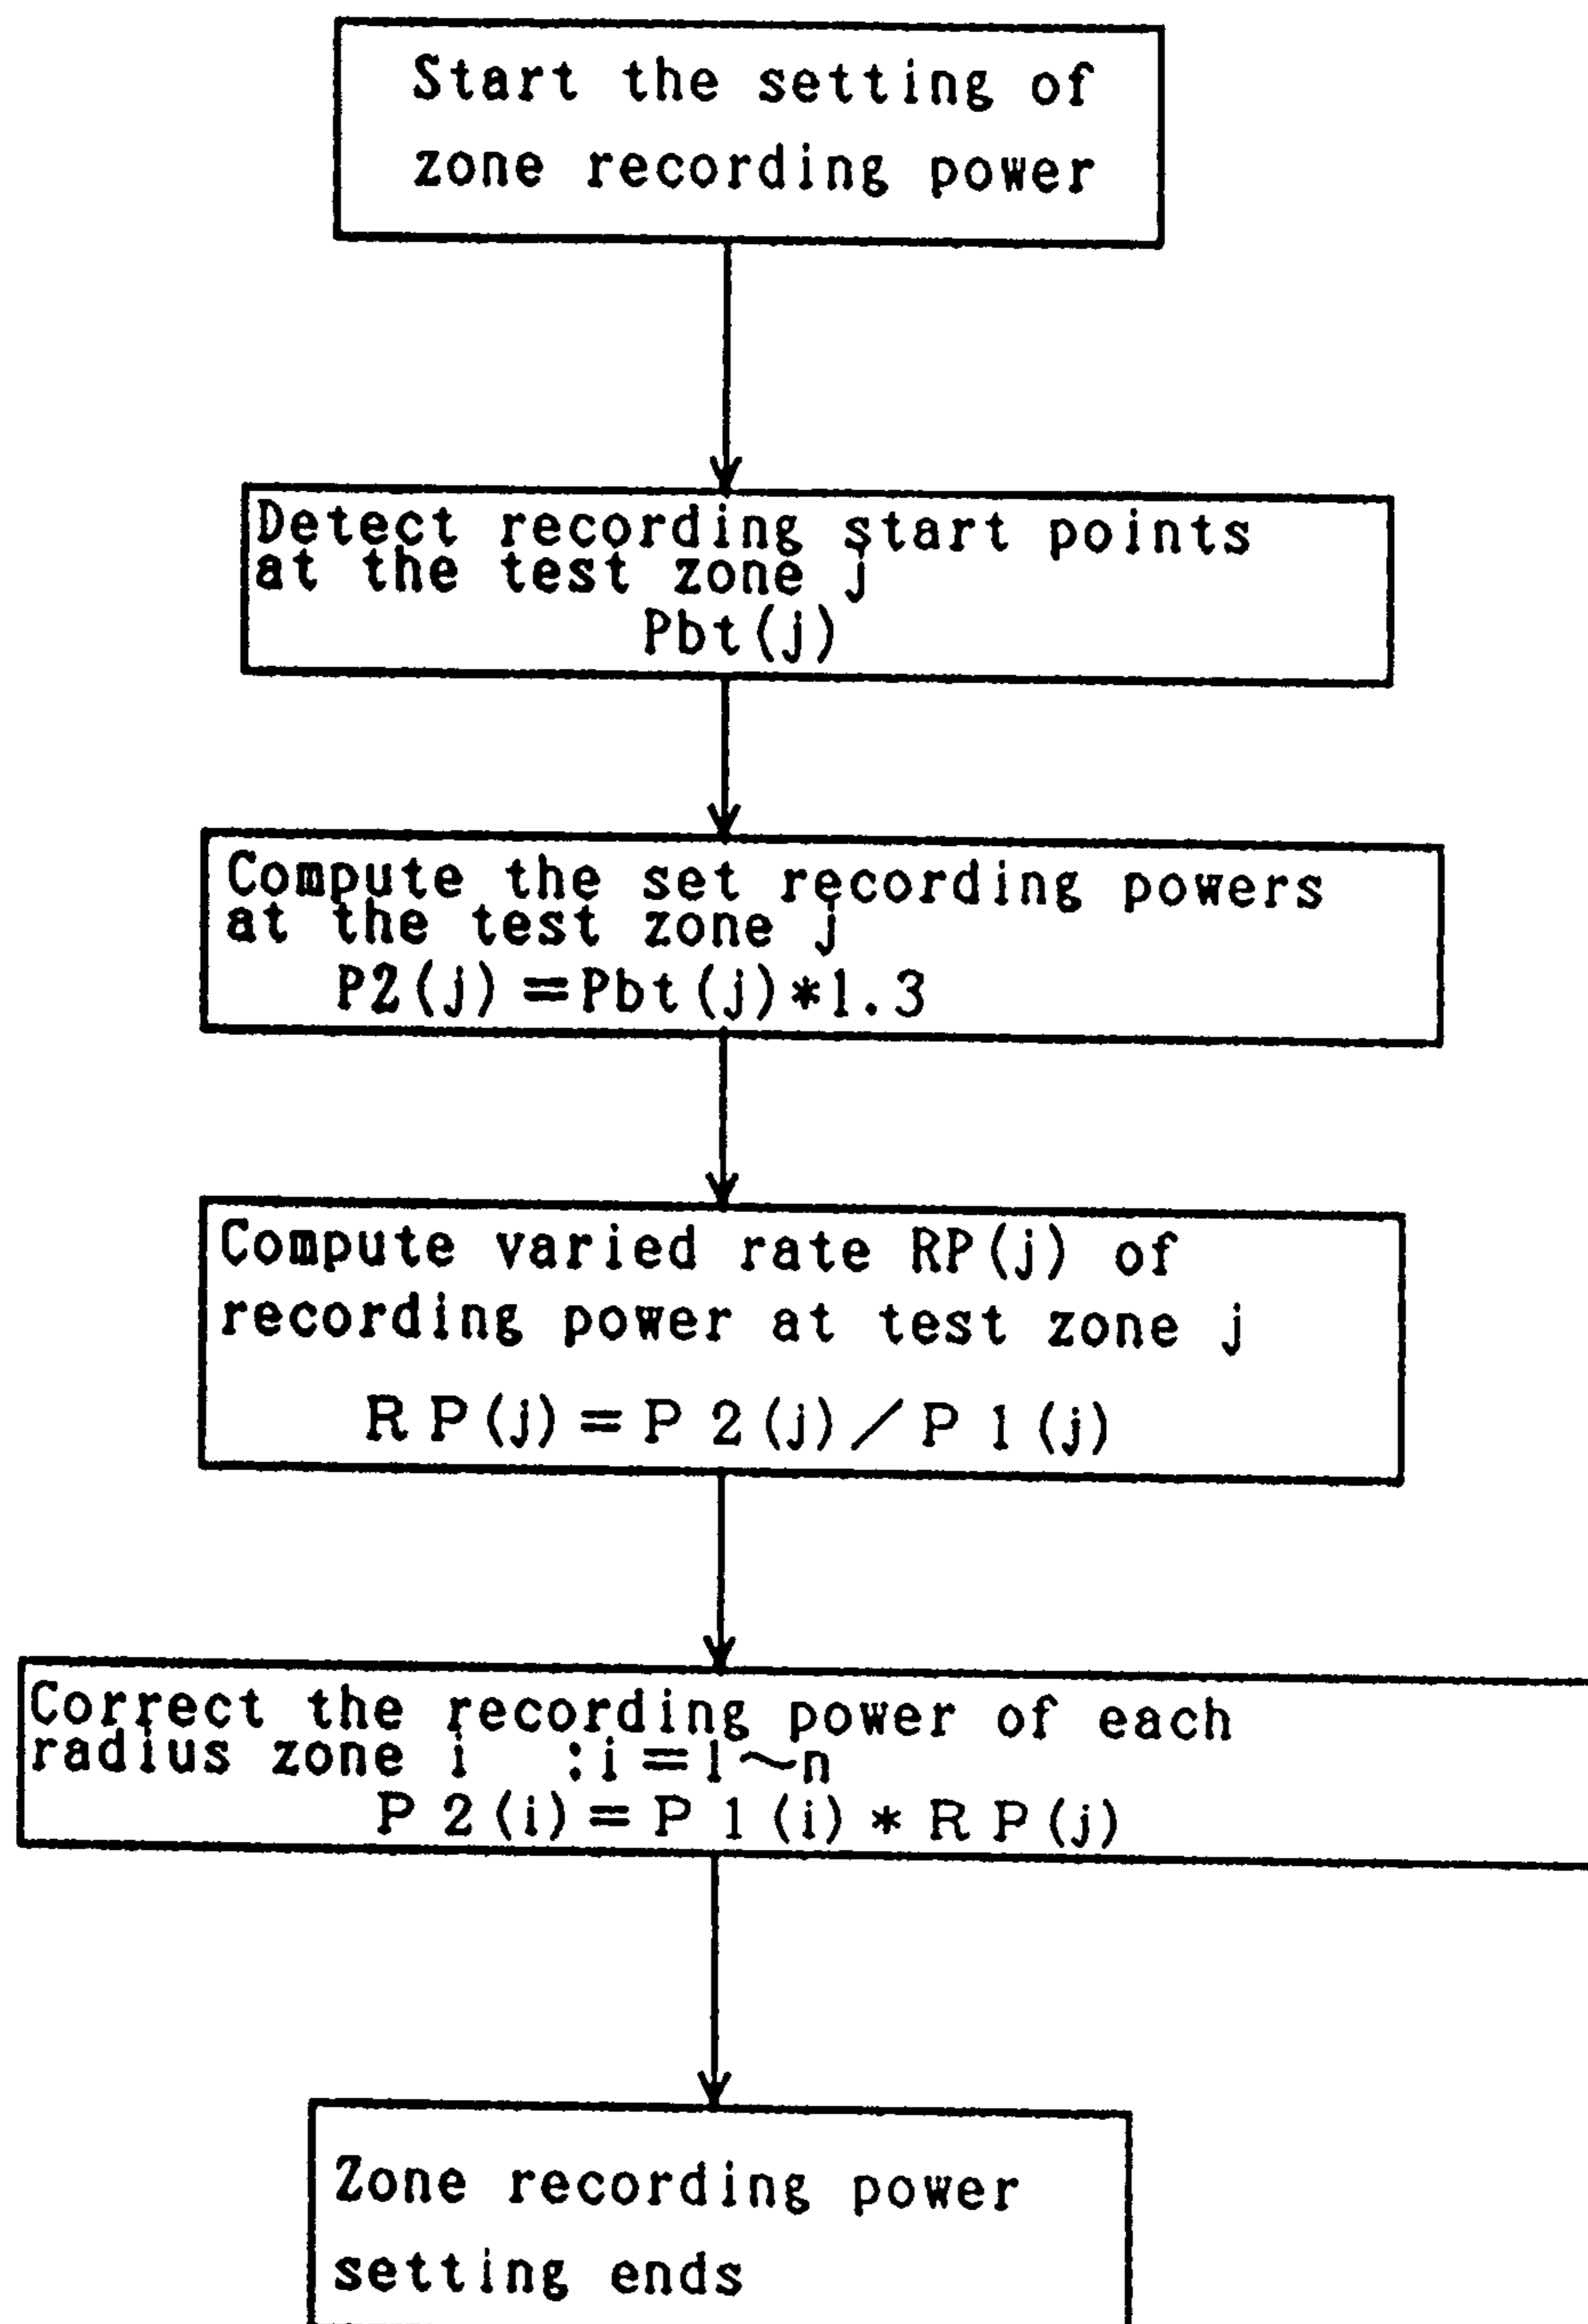 Start the setting of
zone recording power
Detect recording start points
at the test zone j
Pbt(j)
Compute the set recording powers
at the test zone j
P2(j)=Pbt(j)*1.3
Compute varied rate RP(j) of
recording power at test zone j
RP(j)=P2(j)/P1(j)
Correct the recording power of each
radius zone i :i=1~n
P2(i)=P1(i)*RP(j)
Zone recording power
setting ends